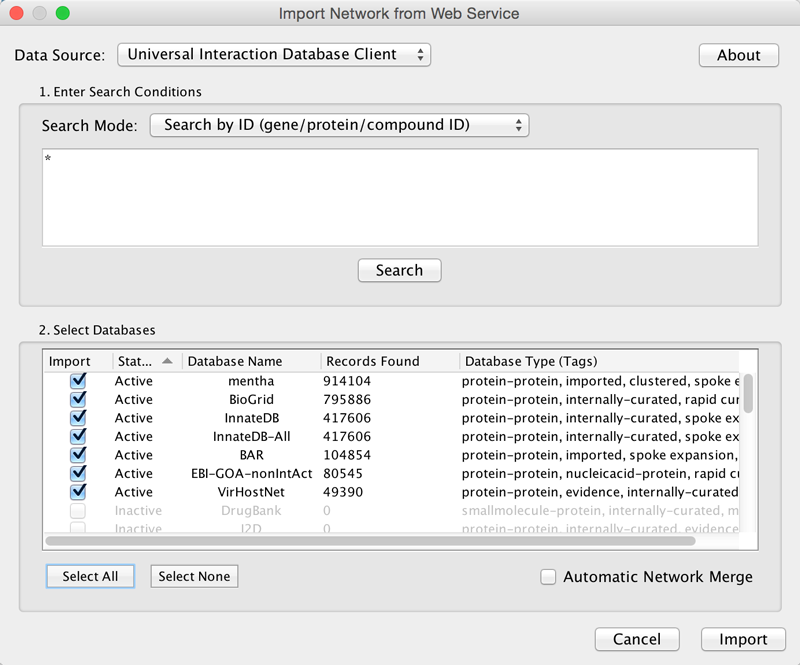 Import Network from Web Service
Data Source: Universal Interaction Database Client About
1. Enter Search Conditions
Search Mode: Search by ID (gene/protein/compound ID)
*
Search
2. Select Databases
Import Stat... Database Name Records Found Database Type (Tags)
Active mentha 914104 protein-protein, imported, clustered, spoke e
Active BioGrid 795886 protein-protein, internally-curated, rapid cur
Active InnateDB 417606 protein-protein, internally-curated, spoke ex
Active InnateDB-All 417606 protein-protein, internally-curated, spoke ex
Active BAR 104854 protein-protein, imported, spoke expansion,
Active EBI-GOA-nonIntAct 80545 protein-protein, nucleicacid-protein, rapid cu
Active VirHostNet 49390 protein-protein, evidence, internally-curated
Inactive DrugBank 0 smallmolecule-protein, internally-curated, m
Inactive I2D 0 protein-protein, internally-curated, evidence
Select All Select None Automatic Network Merge
Cancel Import